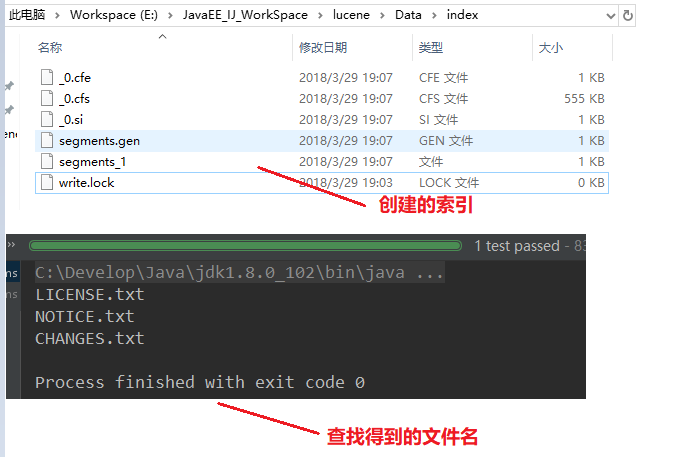 此电脑 > Workspace (E:) > JavaEE_IJ_WorkSpace > lucene > Data > index
名称 修改日期 类型 大小
_0.cfe 2018/3/29 19:07 CFE 文件 1 KB
_0.cfs 2018/3/29 19:07 CFS 文件 555 KB
_0.si 2018/3/29 19:07 SI 文件 1 KB
segments.gen 2018/3/29 19:07 GEN 文件 1 KB
segments_1 2018/3/29 19:07 文件 1 KB
write.lock 2018/3/29 19:03 LOCK 文件 0 KB
创建的索引
1 test passed
ms C:\Develop\Java\jdk1.8.0_102\bin\java ...
ms LICENSE.txt
NOTICE.txt
CHANGES.txt
Process finished with exit code 0
查找得到的文件名